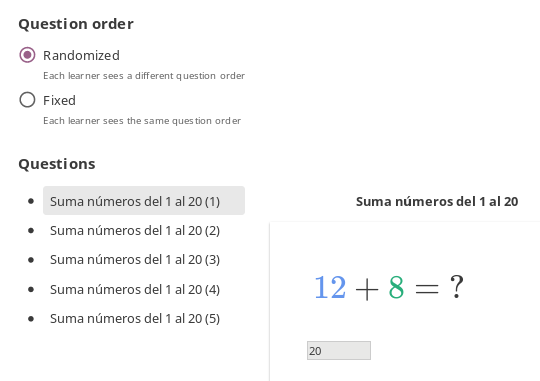 Question order
Randomized
Each learner sees a different question order
Fixed
Each learner sees the same question order
Questions
Suma números del 1 al 20 (1)
Suma números del 1 al 20 (2)
Suma números del 1 al 20 (3)
Suma números del 1 al 20 (4)
Suma números del 1 al 20 (5)
Suma números del 1 al 20
12 + 8 = ?
20